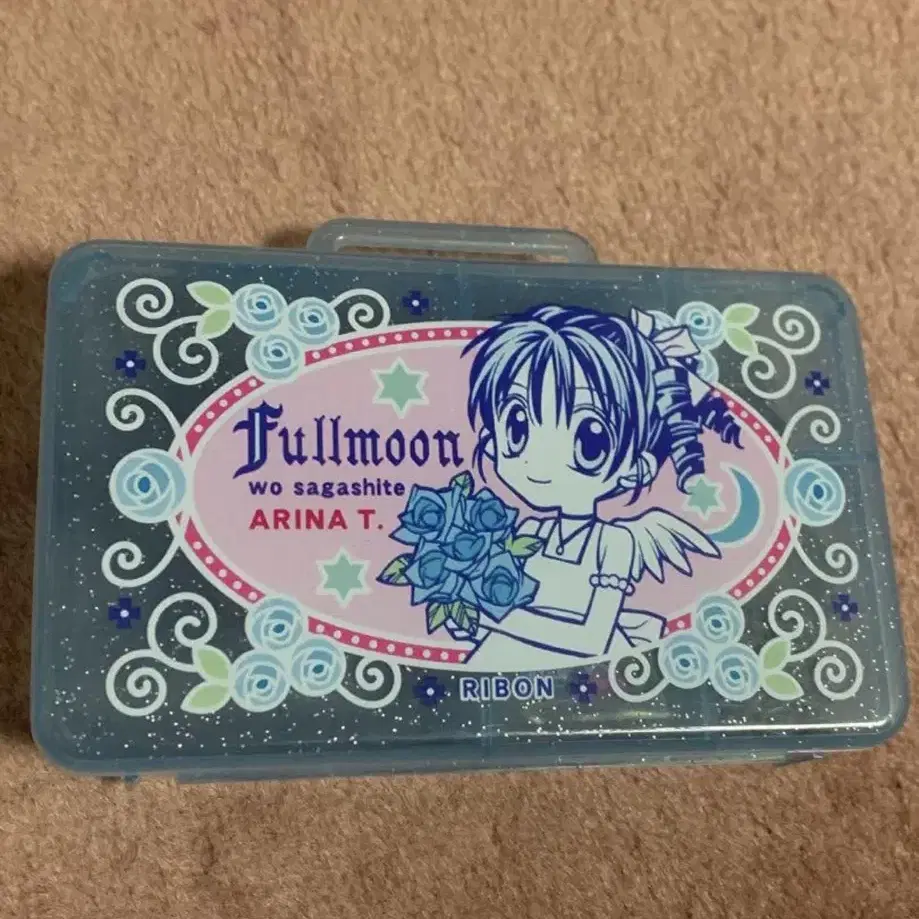 Fullmoon
wo sagashite
ARINA T.
RIBON